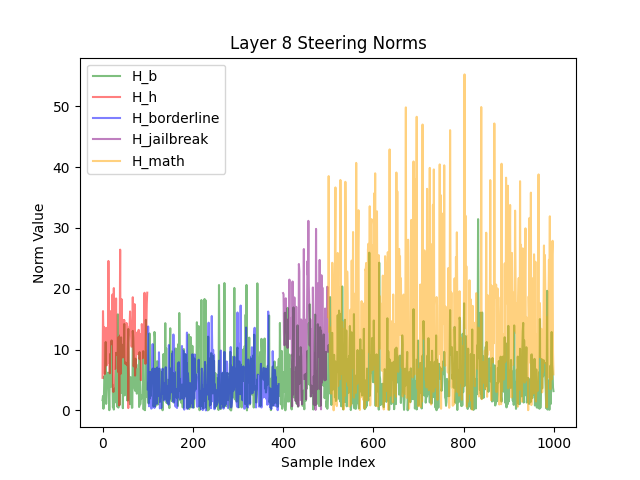 Layer 8 Steering Norms
H_b
H_h
H_borderline
H_jailbreak
H_math
Norm Value
50
40
30
20
10
0
0 200 400 600 800 1000
Sample Index